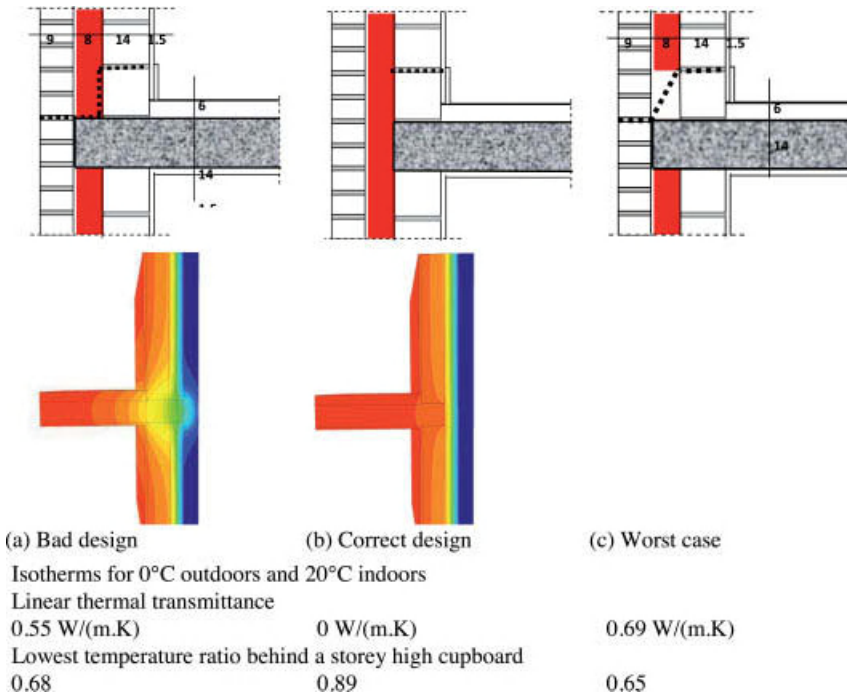 9 8 14 1.5
6
14
9 8 14 1.5
6
14
(a) Bad design (b) Correct design (c) Worst case
Isotherms for 0°C outdoors and 20°C indoors
Linear thermal transmittance
0.55 W/(m.K) 0 W/(m.K) 0.69 W/(m.K)
Lowest temperature ratio behind a storey high cupboard
0.68 0.89 0.65